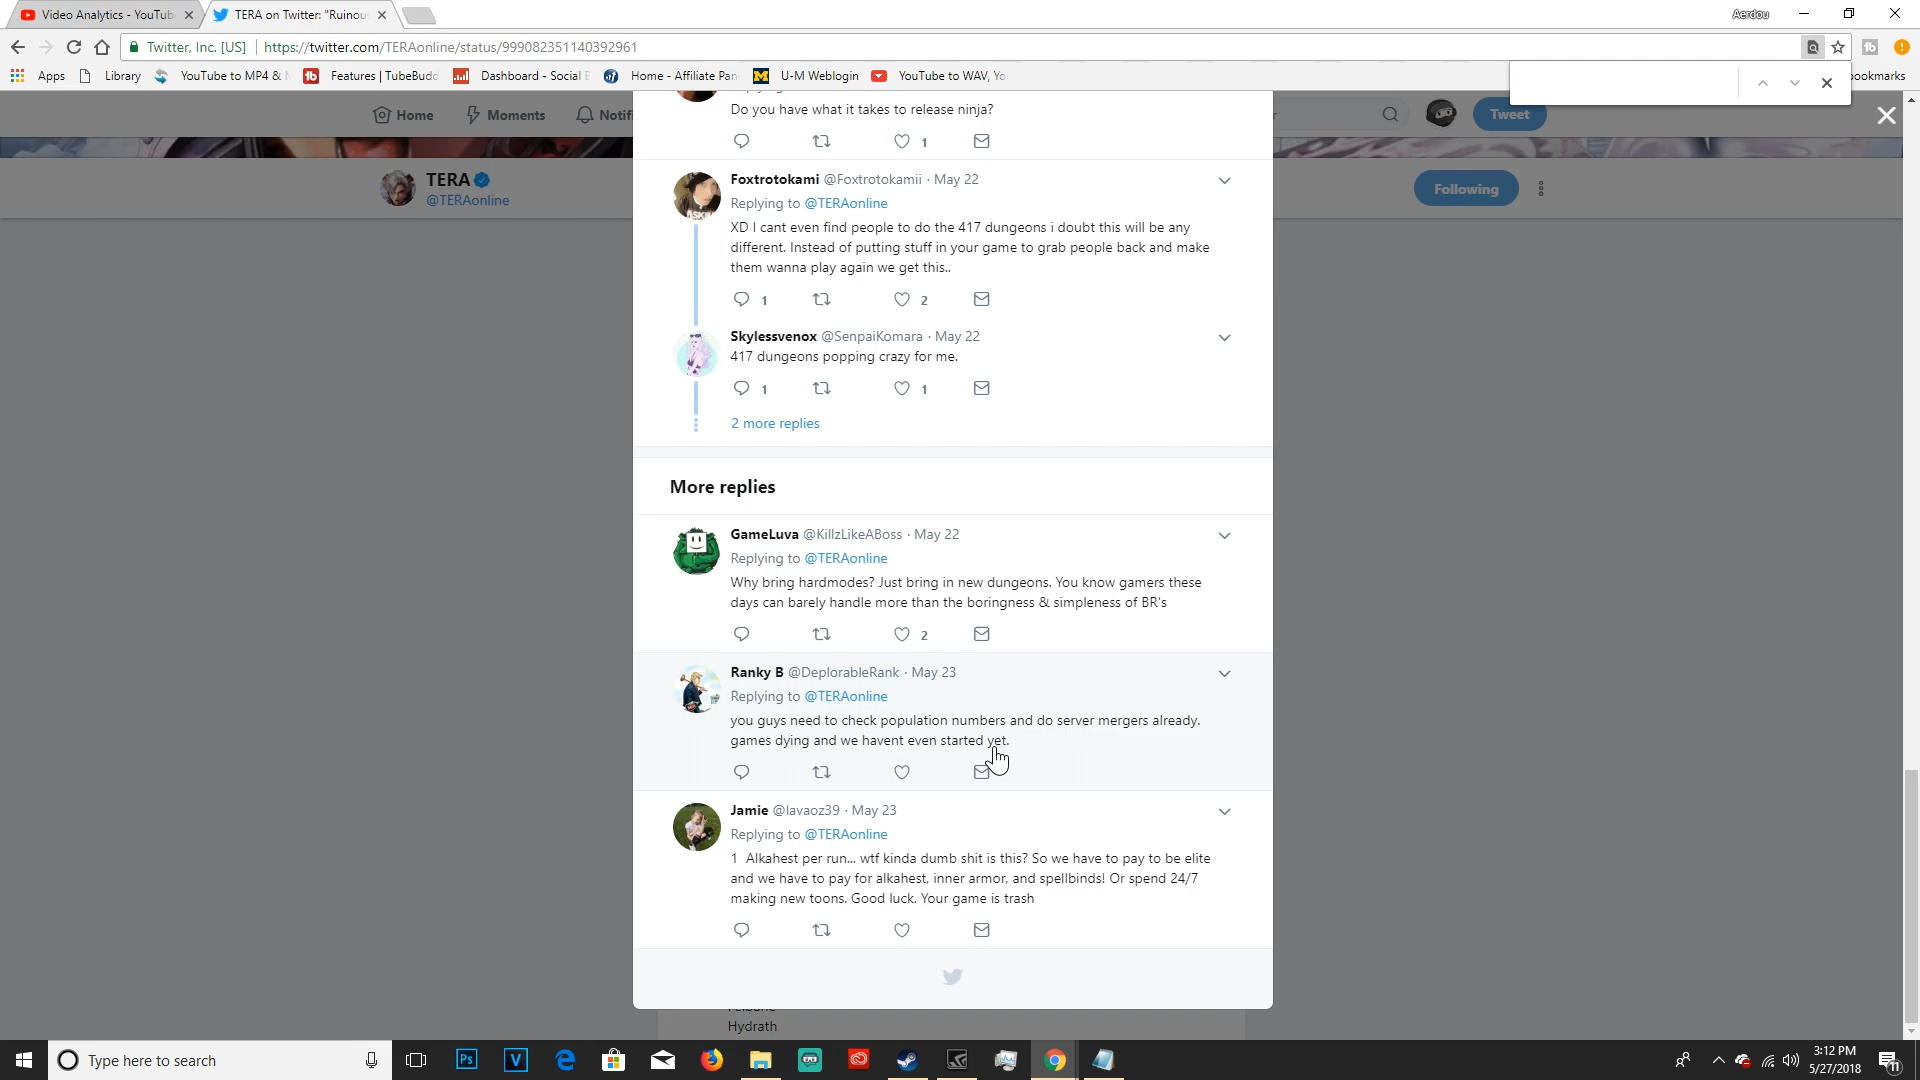 Video Analytics - YouTub
TERA on Twitter: "Ruinous
Aerdou
Twitter, Inc. [US]
https://twitter.com/TERAonline/status/999082351140392961
Apps
Library
YouTube to MP4 &
Features | TubeBudd
Dashboard - Social B
Home - Affiliate Pan
U-M Weblogin
YouTube to WAV, Yo
bookmarks
Home
Moments
Notifi
Tweet
TERA
@TERAonline
Following
Do you have what it takes to release ninja?
1
Foxtrotokami @Foxtrotokamii · May 22
Replying to @TERAonline
XD I cant even find people to do the 417 dungeons i doubt this will be any
different. Instead of putting stuff in your game to grab people back and make
them wanna play again we get this..
1 2
Skylessvenox @SenpaiKomara · May 22
417 dungeons popping crazy for me.
1 1
2 more replies
More replies
GameLuva @KillzLikeABoss · May 22
Replying to @TERAonline
Why bring hardmodes? Just bring in new dungeons. You know gamers these
days can barely handle more than the boringness & simpleness of BR's
2
Ranky B @DeplorableRank · May 23
Replying to @TERAonline
you guys need to check population numbers and do server mergers already.
games dying and we havent even started yet.
Jamie @lavaoz39 · May 23
Replying to @TERAonline
1 Alkahest per run... wtf kinda dumb shit is this? So we have to pay to be elite
and we have to pay for alkahest, inner armor, and spellbinds! Or spend 24/7
making new toons. Good luck. Your game is trash
Hydrath
Type here to search
Ps
V
3:12 PM
5/27/2018
11